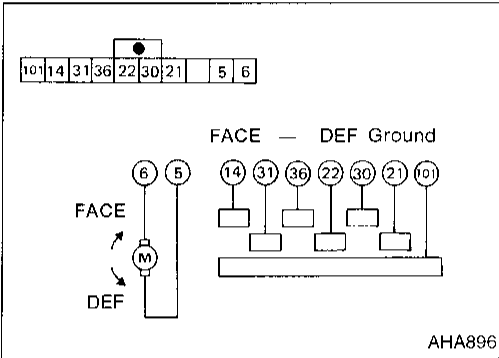 101 14 31 36 22 30 21 5 6
FACE — DEF Ground
6 5 14 31 36 22 30 21 101
FACE
M
DEF
AHA896